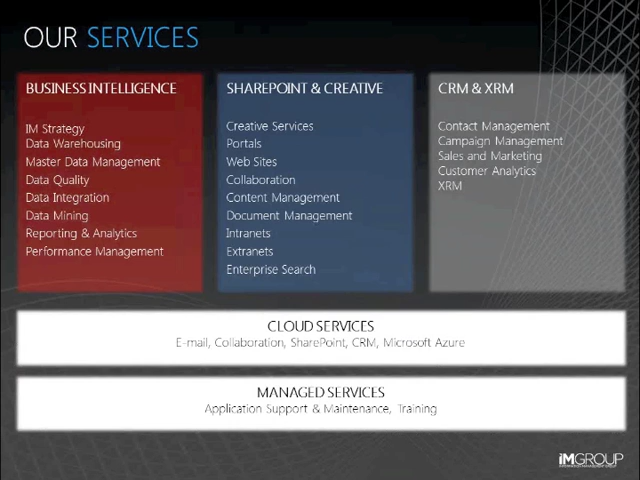 OUR SERVICES
BUSINESS INTELLIGENCE
IM Strategy
Data Warehousing
Master Data Management
Data Quality
Data Integration
Data Mining
Reporting & Analytics
Performance Management
SHAREPOINT & CREATIVE
Creative Services
Portals
Web Sites
Collaboration
Content Management
Document Management
Intranets
Extranets
Enterprise Search
CRM & XRM
Contact Management
Campaign Management
Sales and Marketing
Customer Analytics
XRM
CLOUD SERVICES
E-mail, Collaboration, SharePoint, CRM, Microsoft Azure
MANAGED SERVICES
Application Support & Maintenance, Training
iMGROUP